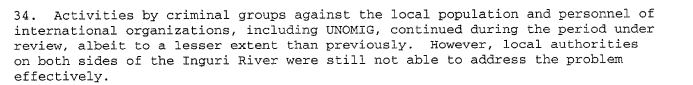 34.  Activities by criminal groups against the local population and personnel of
international organizations, including UNOMIG, continued during the period under
review, albeit to a lesser extent than previously.  However, local authorities
on both sides of the Inguri River were still not able to address the problem
effectively.